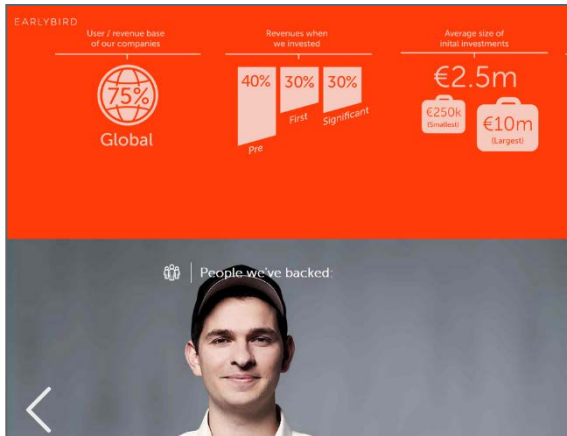 EARLYBIRD
User / revenue base
of our companies
75%
Global
Revenues when
we invested
40%
30%
30%
Pre
First
Significant
Average size of
inital investments
€2.5m
€250k
(Smallest)
€10m
(Largest)
People we've backed: